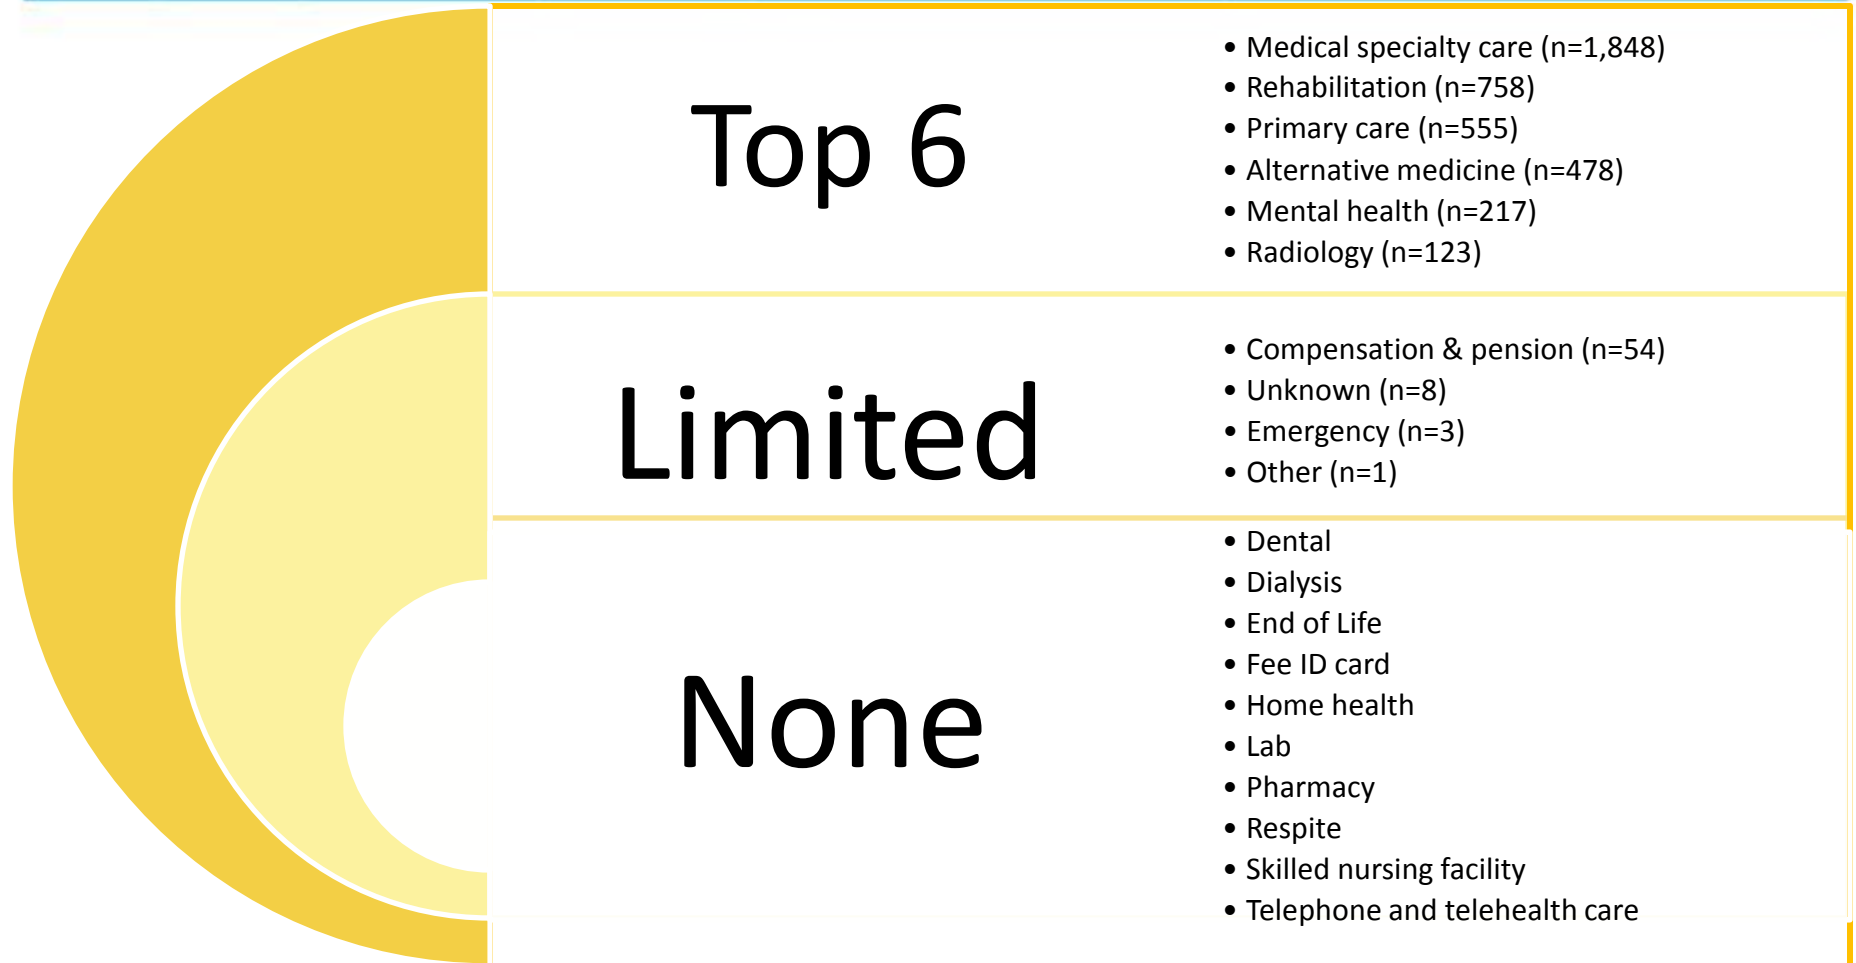 Top 6
• Medical specialty care (n=1,848)
• Rehabilitation (n=758)
• Primary care (n=555)
• Alternative medicine (n=478)
• Mental health (n=217)
• Radiology (n=123)
Limited
• Compensation & pension (n=54)
• Unknown (n=8)
• Emergency (n=3)
• Other (n=1)
None
• Dental
• Dialysis
• End of Life
• Fee ID card
• Home health
• Lab
• Pharmacy
• Respite
• Skilled nursing facility
• Telephone and telehealth care